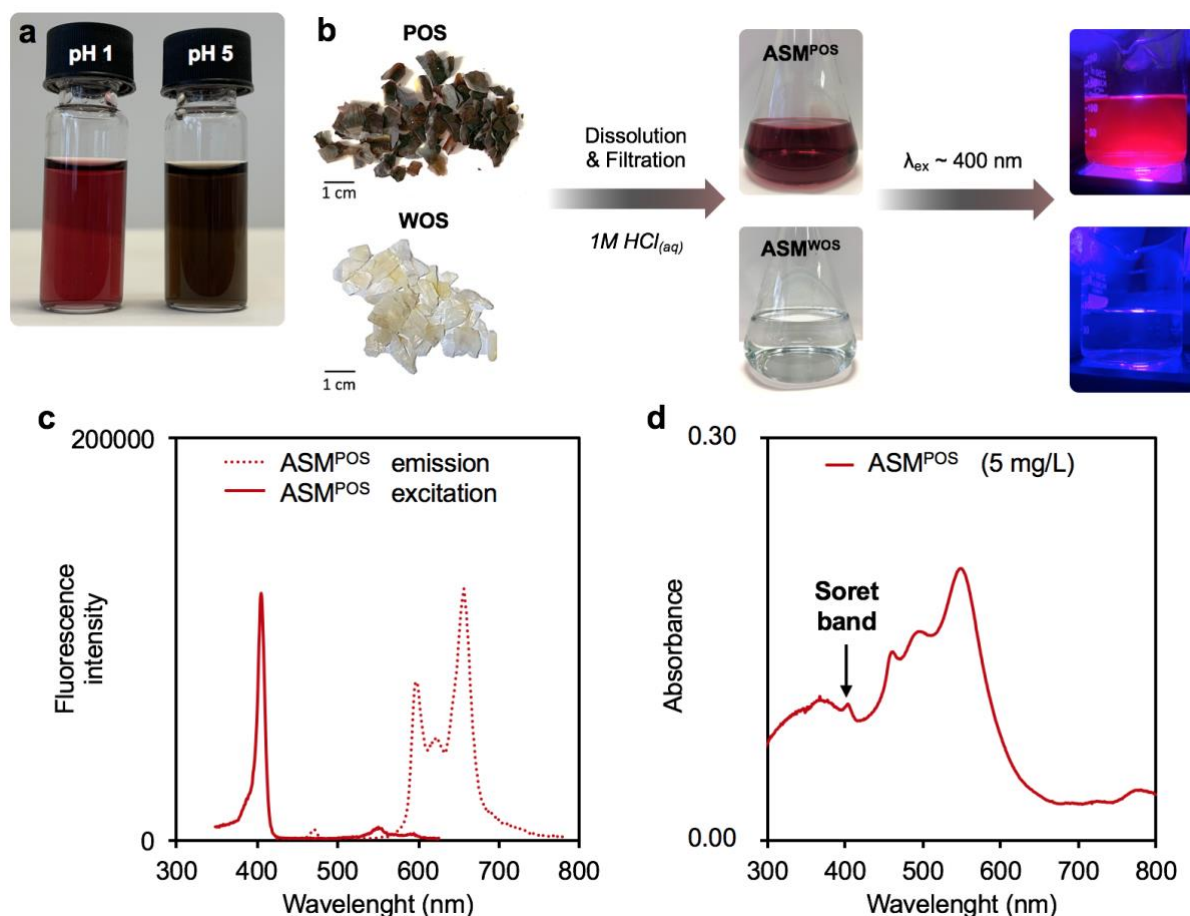 a
pH 1
pH 5
b
POS
1 cm
WOS
1 cm
Dissolution
& Filtration
1M HCl(aq)
ASMPOS
ASMWOS
λex ~ 400 nm
c
200000
0
Fluorescence
intensity
ASMPOS emission
ASMPOS excitation
300 400 500 600 700 800
Wavelenght (nm)
d
0.30
0.00
Absorbance
ASMPOS (5 mg/L)
Soret
band
300 400 500 600 700 800
Wavelenght (nm)